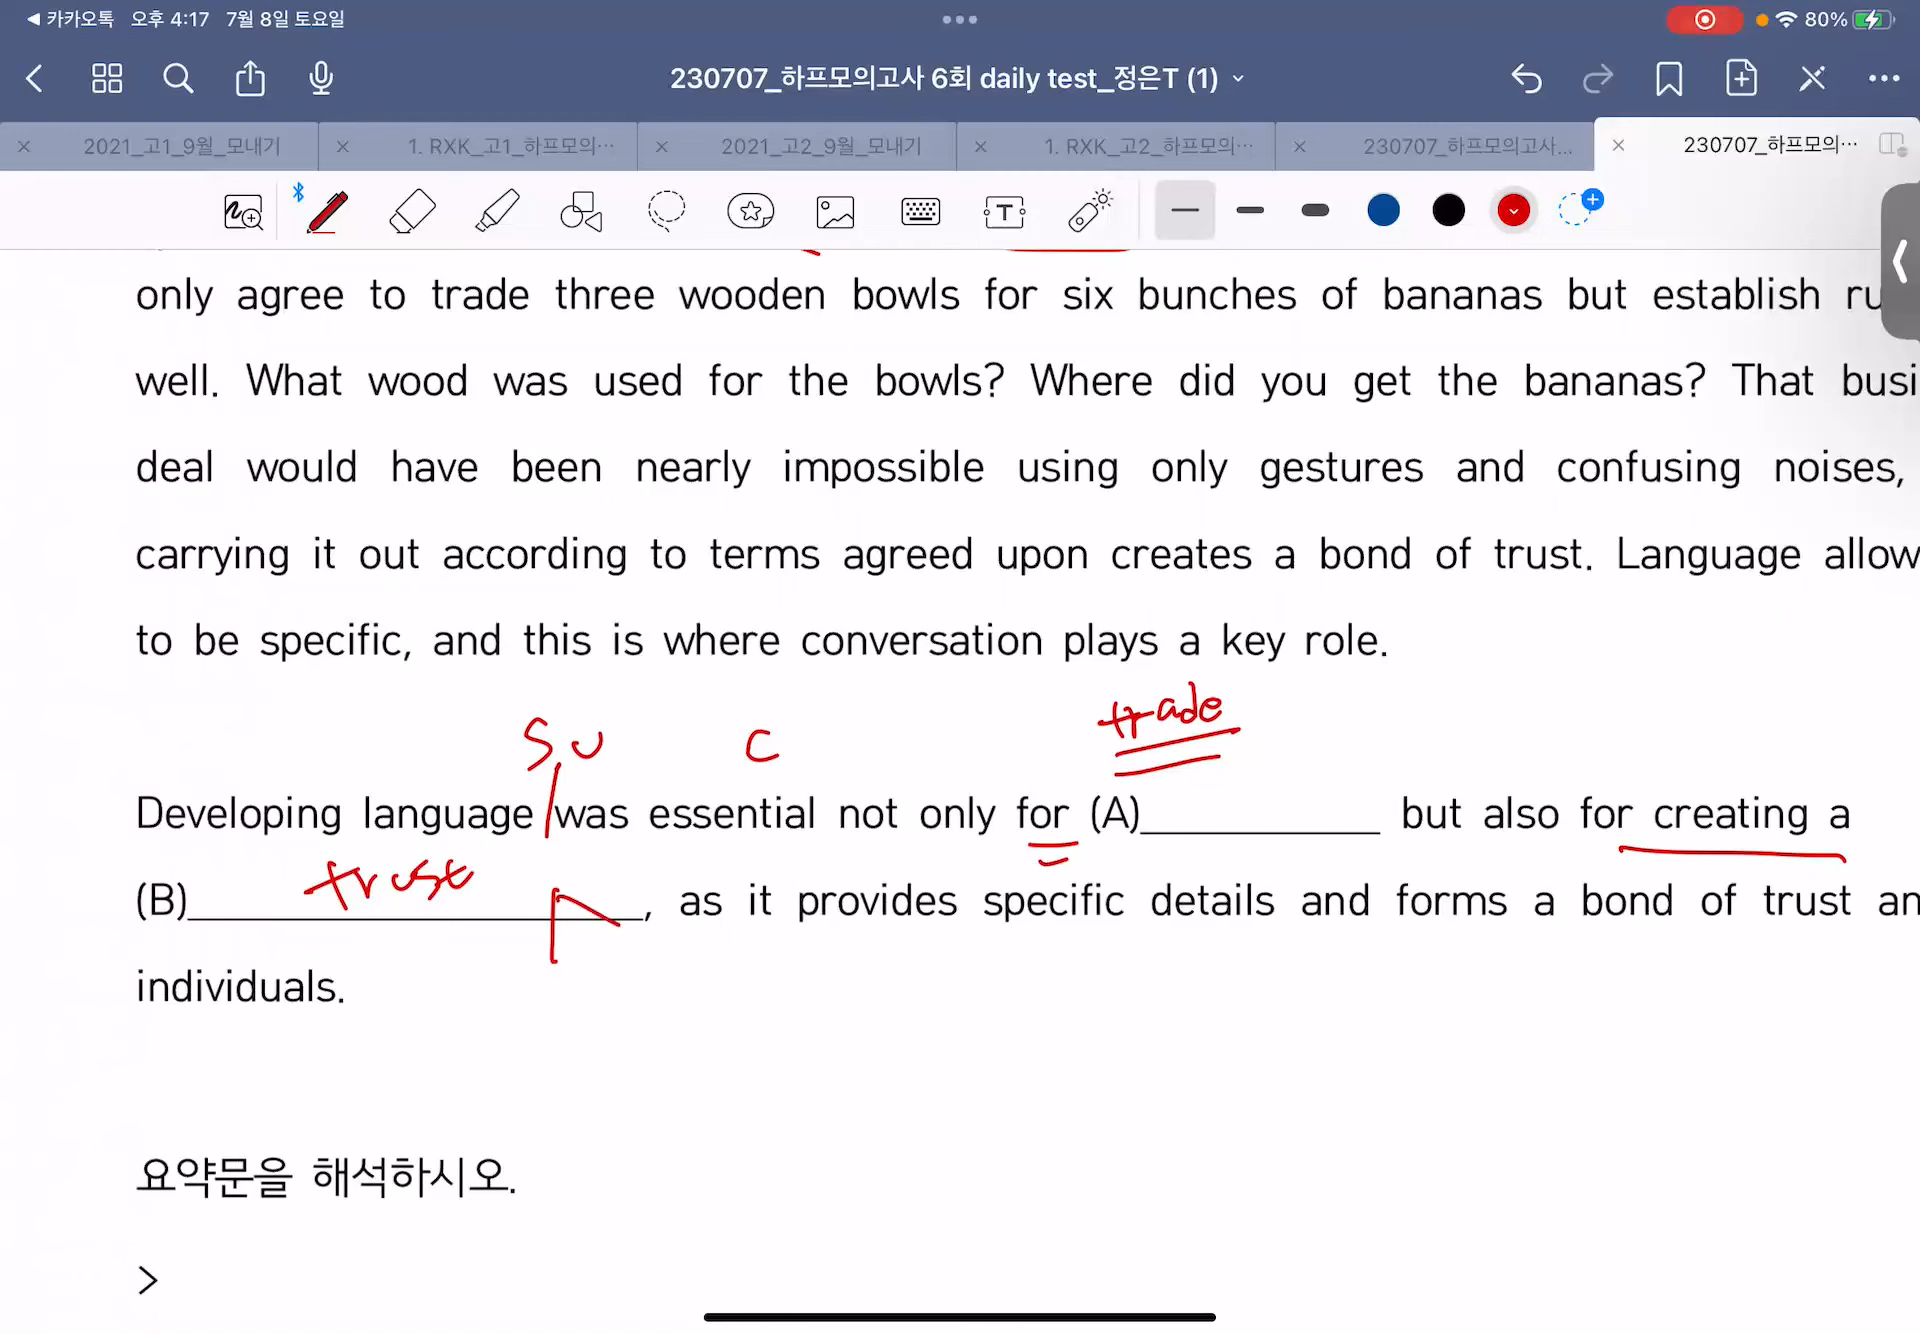 카카오톡 오후 4:17 7월 8일 토요일
80%
230707_하프모의고사 6회 daily test_정은T (1)
2021_고1_9월_모내기
1. RXK_고1_하프모의…
2021_고2_9월_모내기
1. RXK_고2_하프모의…
230707_하프모의고사...
230707_하프모의…
only agree to trade three wooden bowls for six bunches of bananas but establish ru
well. What wood was used for the bowls? Where did you get the bananas? That busi
deal would have been nearly impossible using only gestures and confusing noises,
carrying it out according to terms agreed upon creates a bond of trust. Language allow
to be specific, and this is where conversation plays a key role.
S U C trade
Developing language was essential not only for (A)____________ but also for creating a
trust
(B)______________________, as it provides specific details and forms a bond of trust an
individuals.
요약문을 해석하시오.
>